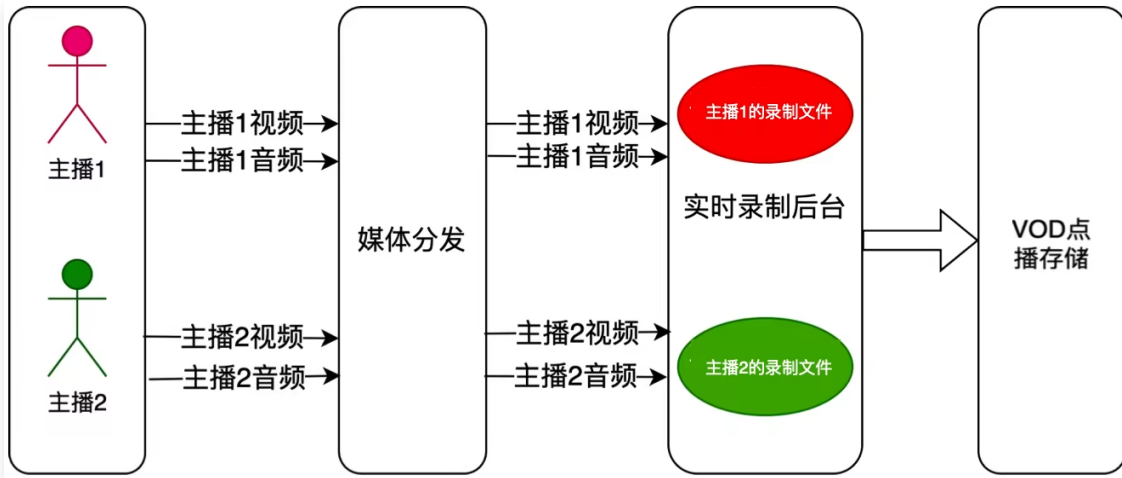 主播1
主播1视频
主播1音频
主播2
主播2视频
主播2音频
媒体分发
主播1视频
主播1音频
主播2视频
主播2音频
主播1的录制文件
实时录制后台
主播2的录制文件
VOD点
播存储